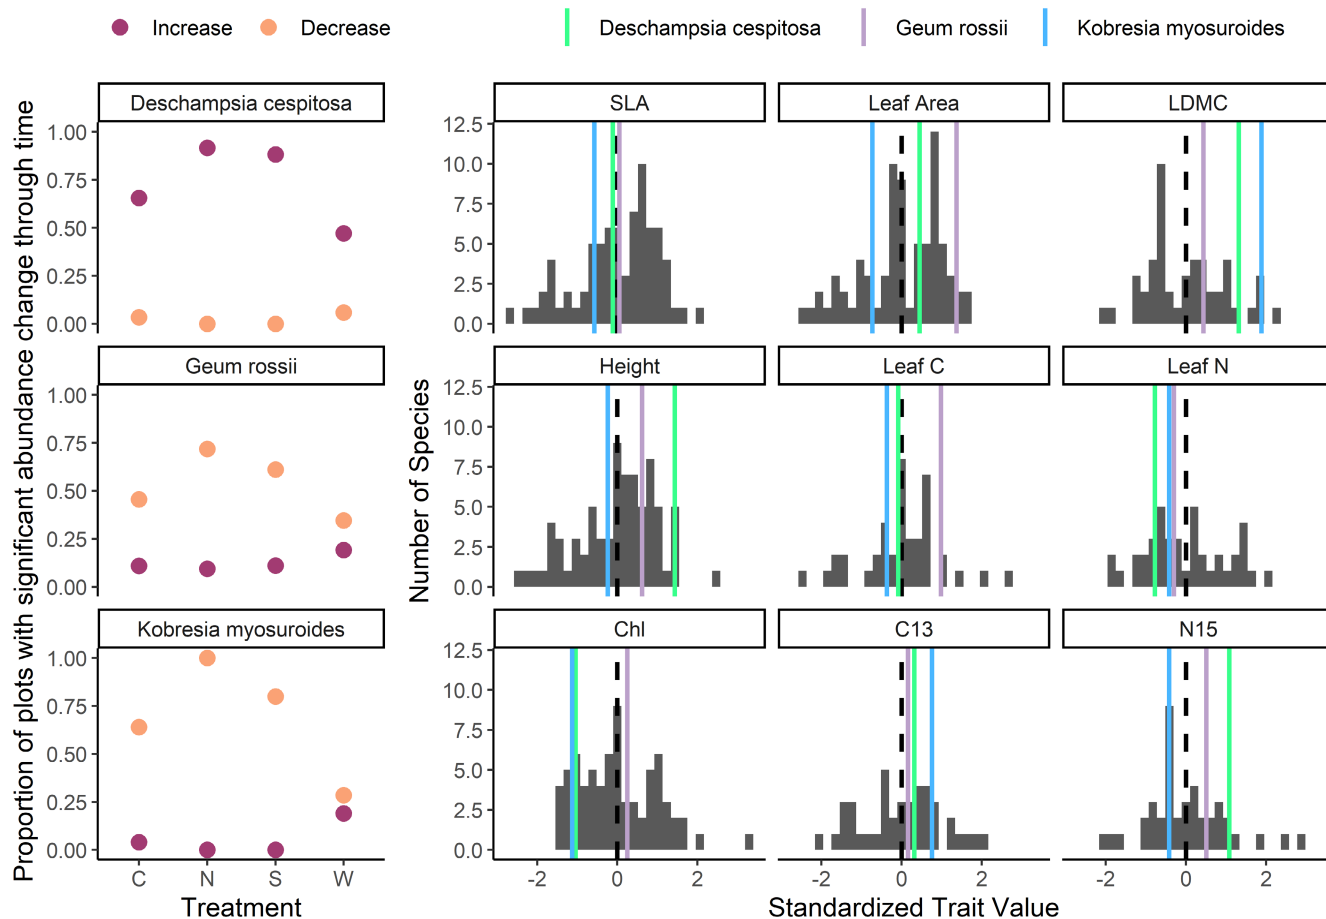 Increase Decrease
Deschampsia cespitosa Geum rossii Kobresia myosuroides
Proportion of plots with significant abundance change through time
Deschampsia cespitosa
1.00
0.75
0.50
0.25
0.00
Geum rossii
1.00
0.75
0.50
0.25
0.00
Kobresia myosuroides
1.00
0.75
0.50
0.25
0.00
C N S W
Treatment
Number of Species
SLA Leaf Area LDMC
12.5
10.0
7.5
5.0
2.5
0.0
Height Leaf C Leaf N
12.5
10.0
7.5
5.0
2.5
0.0
Chl C13 N15
12.5
10.0
7.5
5.0
2.5
0.0
-2 0 2 -2 0 2 -2 0 2
Standardized Trait Value